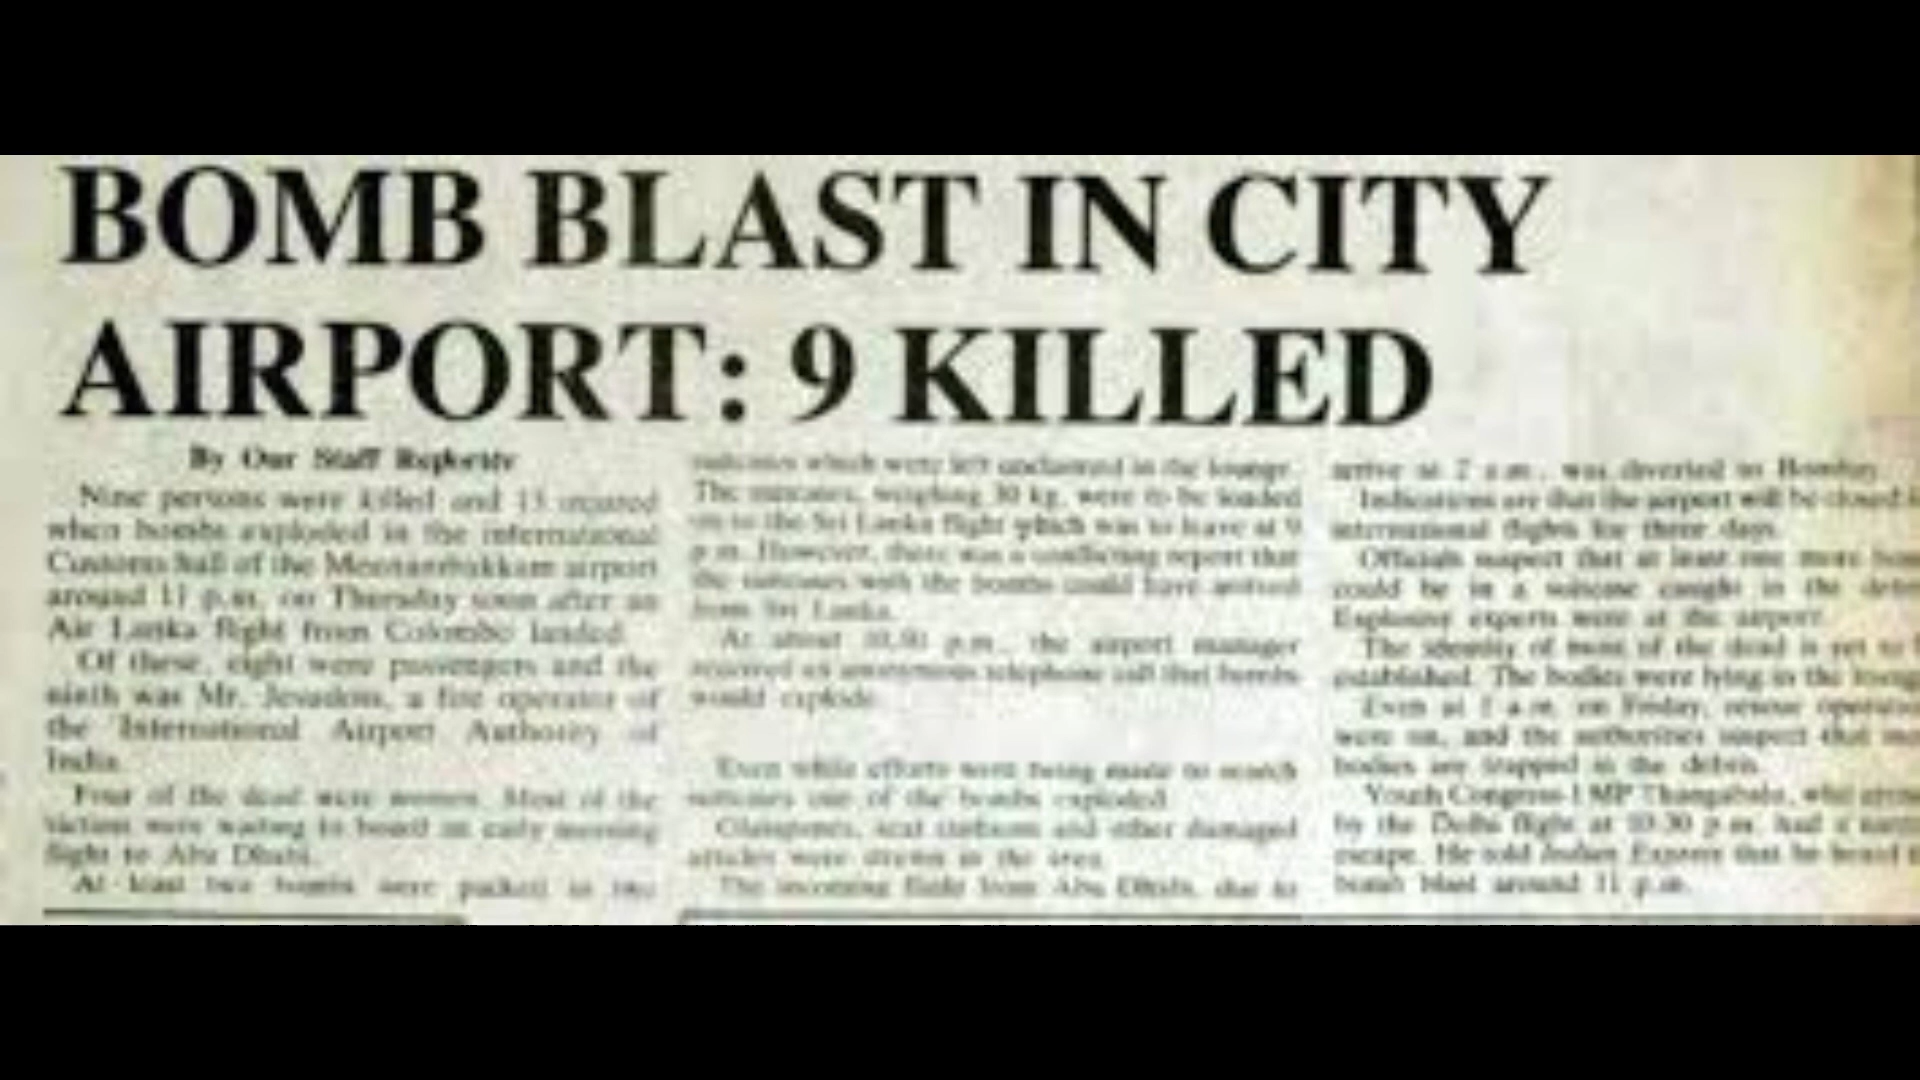 BOMB BLAST IN CITY
AIRPORT: 9 KILLED
By Our Staff Reporter
Nine persons were killed and 15 injured
when bombs exploded in the international
Customs hall of the Meenambakkam airport
around 11 p.m. on Thursday soon after an
Air Lanka flight from Colombo landed.
Of these, eight were passengers and the
ninth was Mr. a fire operator of
the International Airport Authority of
India.
Four of the dead were women. Most of the
victims were waiting to board an early morning
flight to Abu Dhabi.
At least two bombs were packed in two
suitcases which were left unclaimed in the lounge.
The suitcases, weighing 30 kg, were to be loaded
on to the Sri Lanka flight which was to leave at 9
p.m. However, there was a conflicting report that
the suitcases with the bombs could have arrived
from Sri Lanka.
At about p.m., the airport manager
received an anonymous telephone call that bombs
would explode.
Even while efforts were being made to search
suitcases one of the bombs exploded.
and other damaged
articles were strewn in the area.
The incoming flight from Abu Dhabi, due to
arrive at 2 a.m., was diverted to Bombay.
Indications are that the airport will be closed
international flights for three days.
Officials suspect that at least one more
could be in a suitcase caught in the
Explosive experts were at the airport.
The identity of most of the dead is yet to
established. The bodies were lying in the
Even at 1 a.m. on Friday, rescue
were on, and the authorities suspect that
bodies are trapped in the debris.
Youth Congress-I MP Thangabalu, who
by the Delhi flight at 10-30 p.m. had a
escape. He told Indian Express that he heard
bomb blast around 11 p.m.